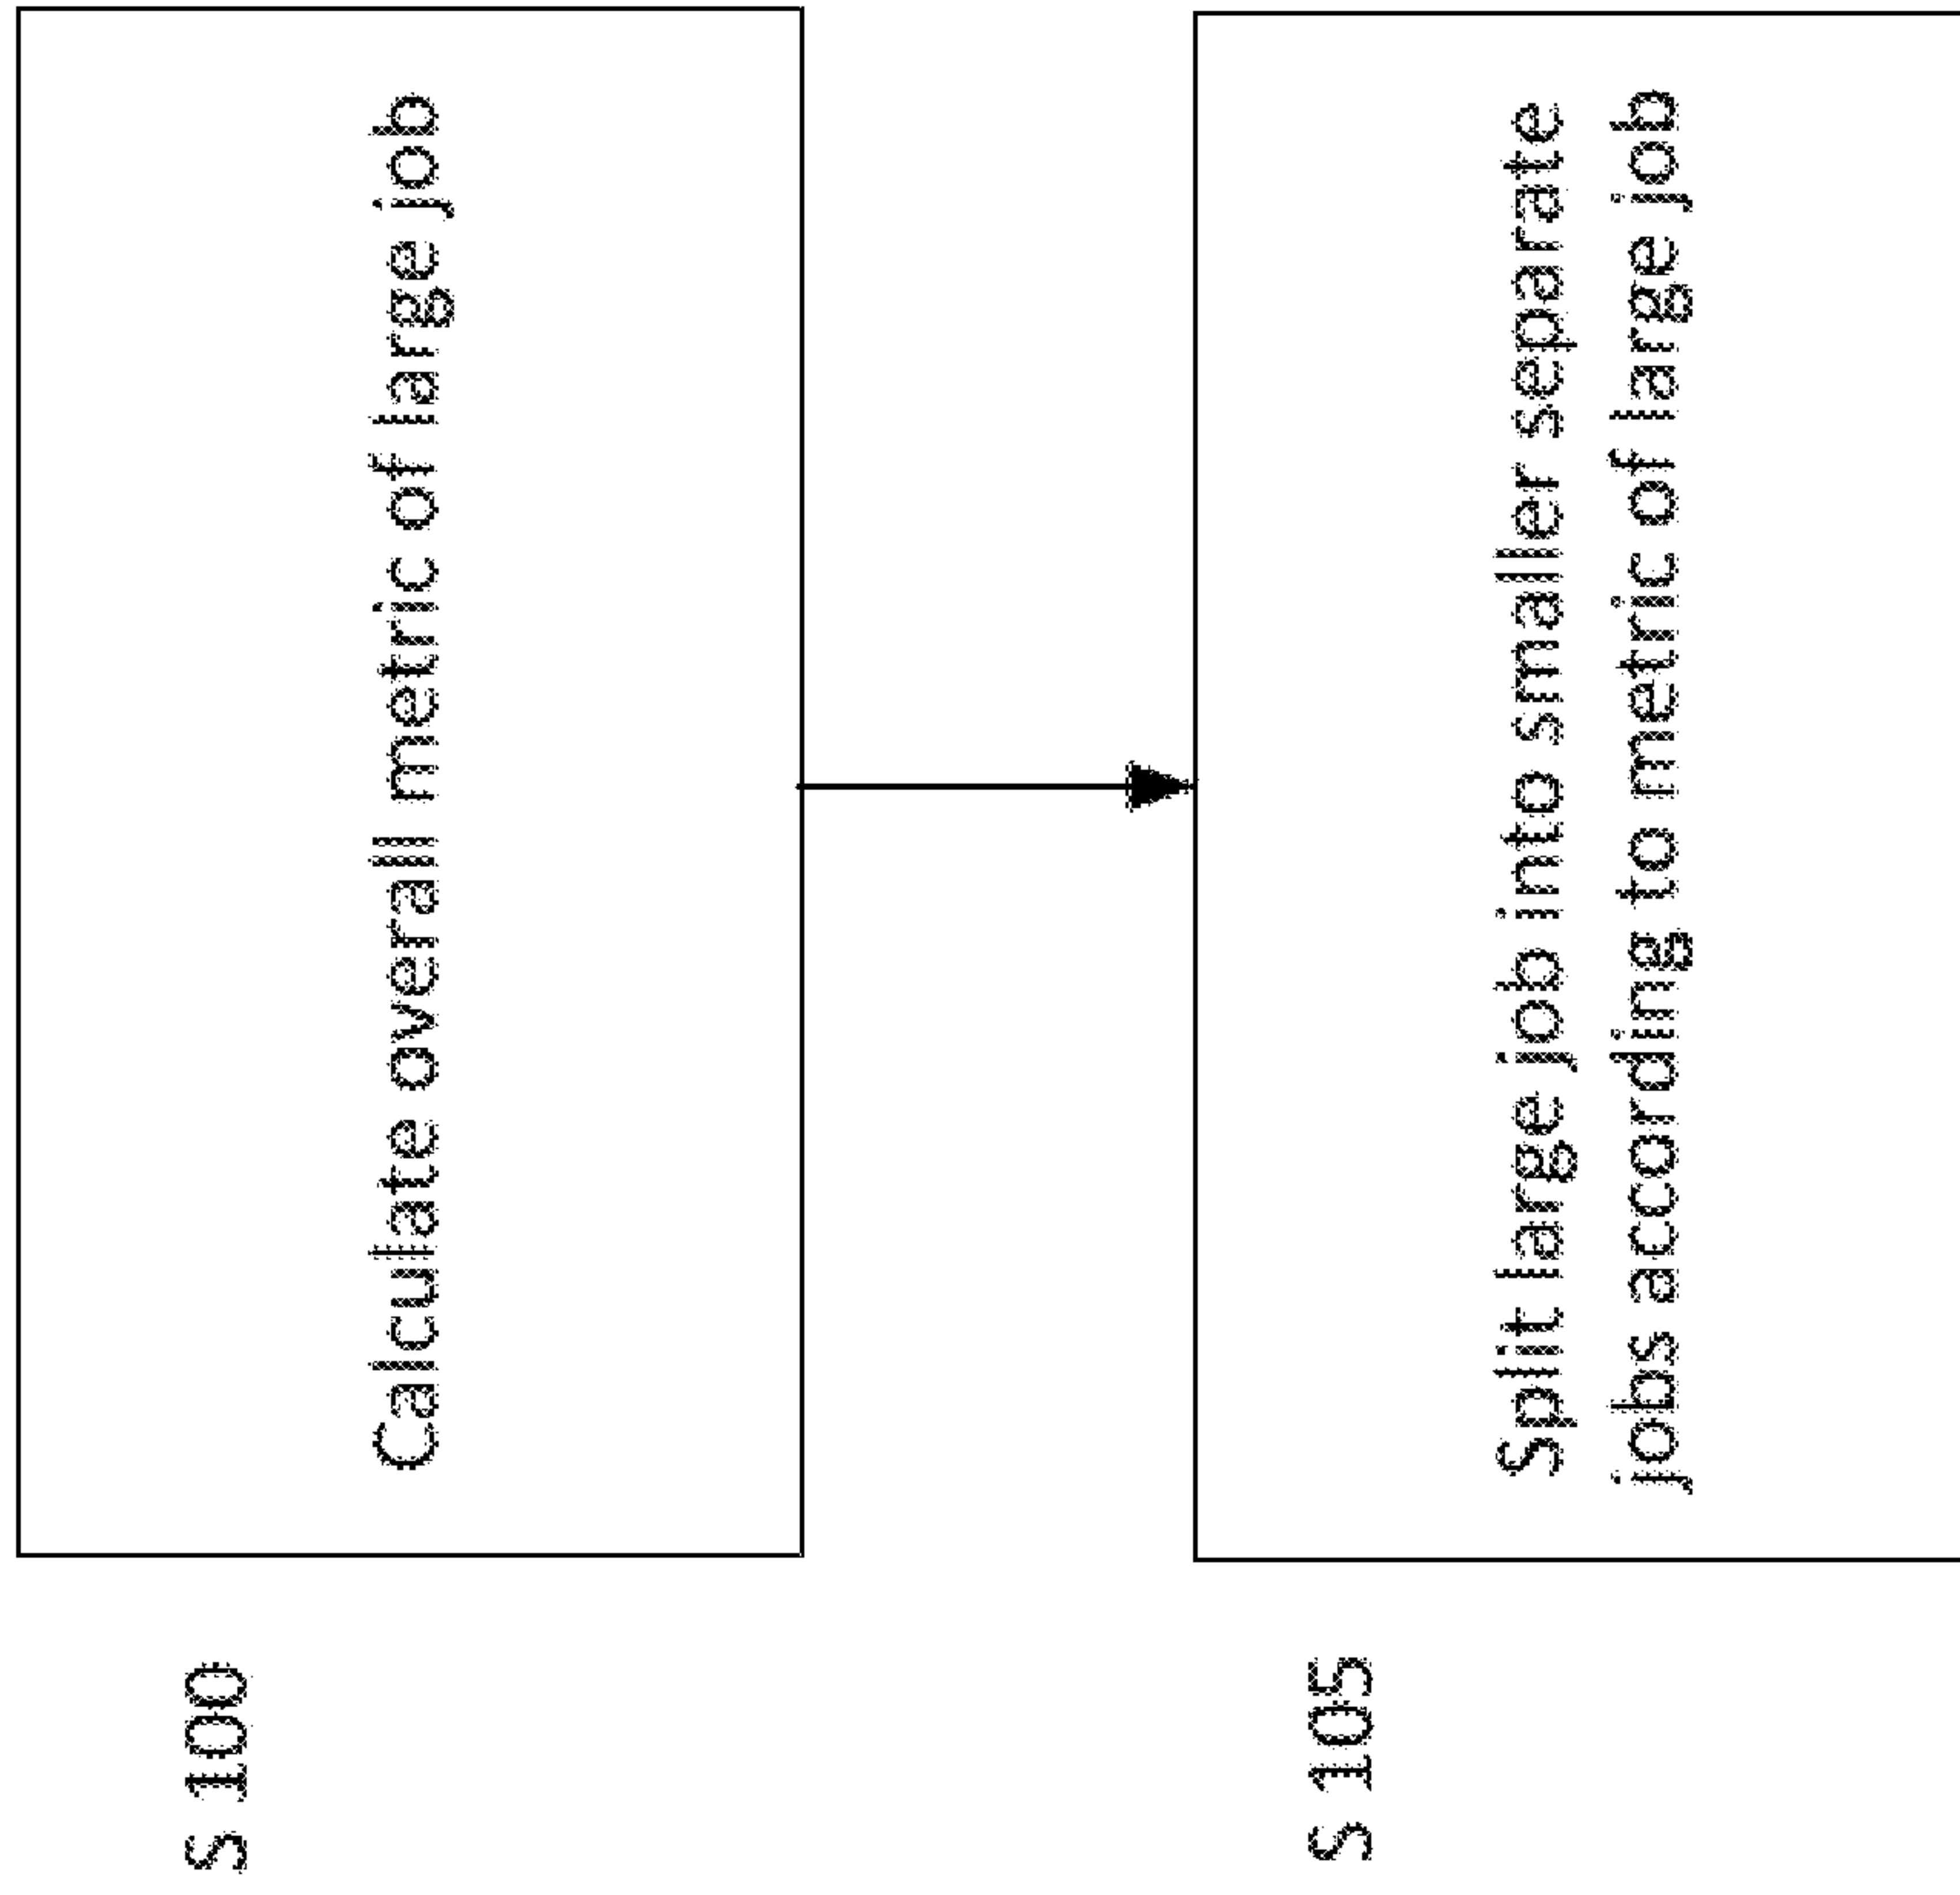 S 100
Calculate overall metric of large job
S 105
Split large job into smaller separate
jobs according to metric of large job